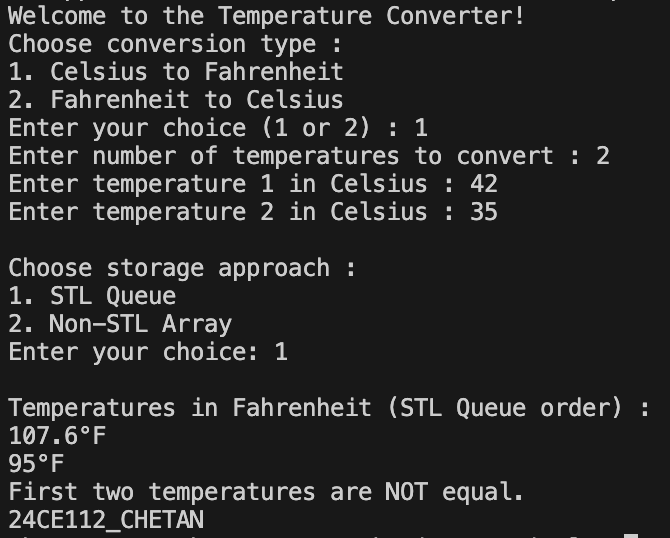 Welcome to the Temperature Converter!
Choose conversion type :
1. Celsius to Fahrenheit
2. Fahrenheit to Celsius
Enter your choice (1 or 2) : 1
Enter number of temperatures to convert : 2
Enter temperature 1 in Celsius : 42
Enter temperature 2 in Celsius : 35
Choose storage approach :
1. STL Queue
2. Non-STL Array
Enter your choice: 1
Temperatures in Fahrenheit (STL Queue order) :
107.6°F
95°F
First two temperatures are NOT equal.
24CE112_CHETAN